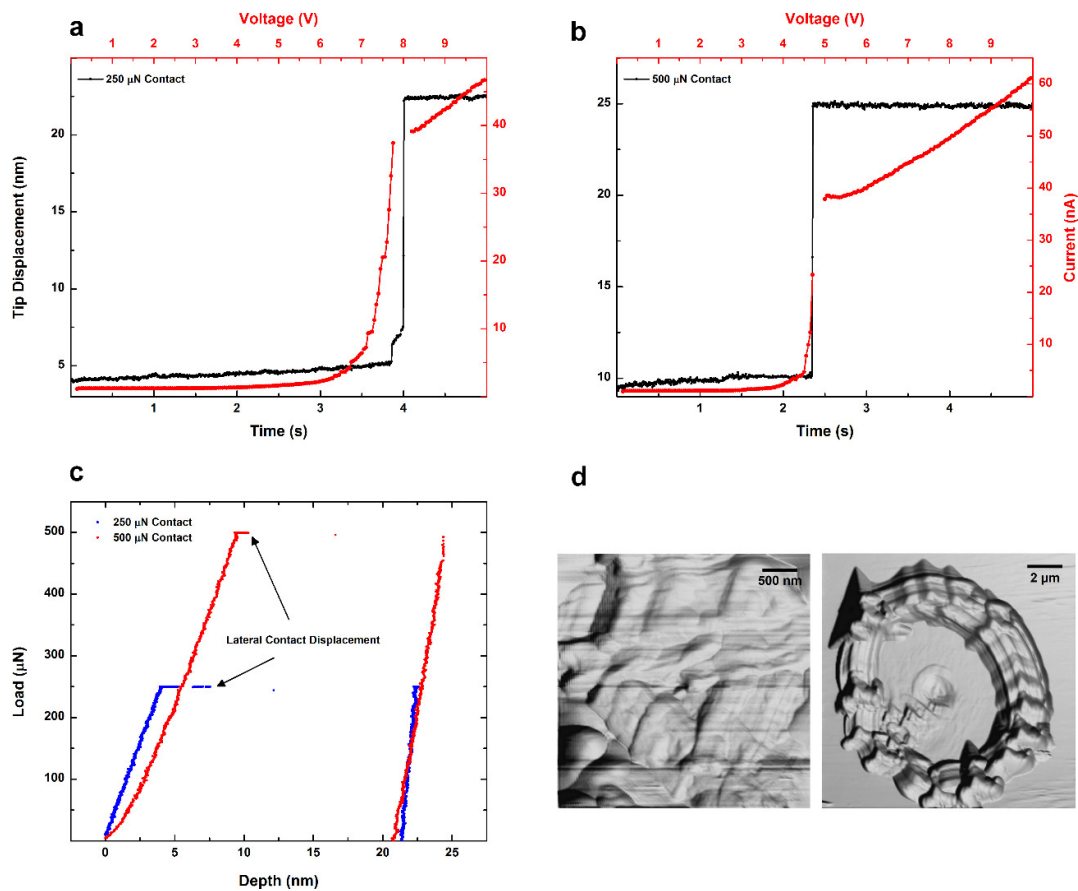 a
Voltage (V)
1 2 3 4 5 6 7 8 9
250 μN Contact
Tip Displacement (nm)
20
15
10
5
40
30
20
10
0
1 2 3 4
Time (s)
b
Voltage (V)
1 2 3 4 5 6 7 8 9
500 μN Contact
25
20
15
10
60
50
40
30
20
10
0
Current (nA)
1 2 3 4
Time (s)
c
250 μN Contact
500 μN Contact
Lateral Contact Displacement
Load (μN)
500
400
300
200
100
0 5 10 15 20 25
Depth (nm)
d
500 nm
2 μm